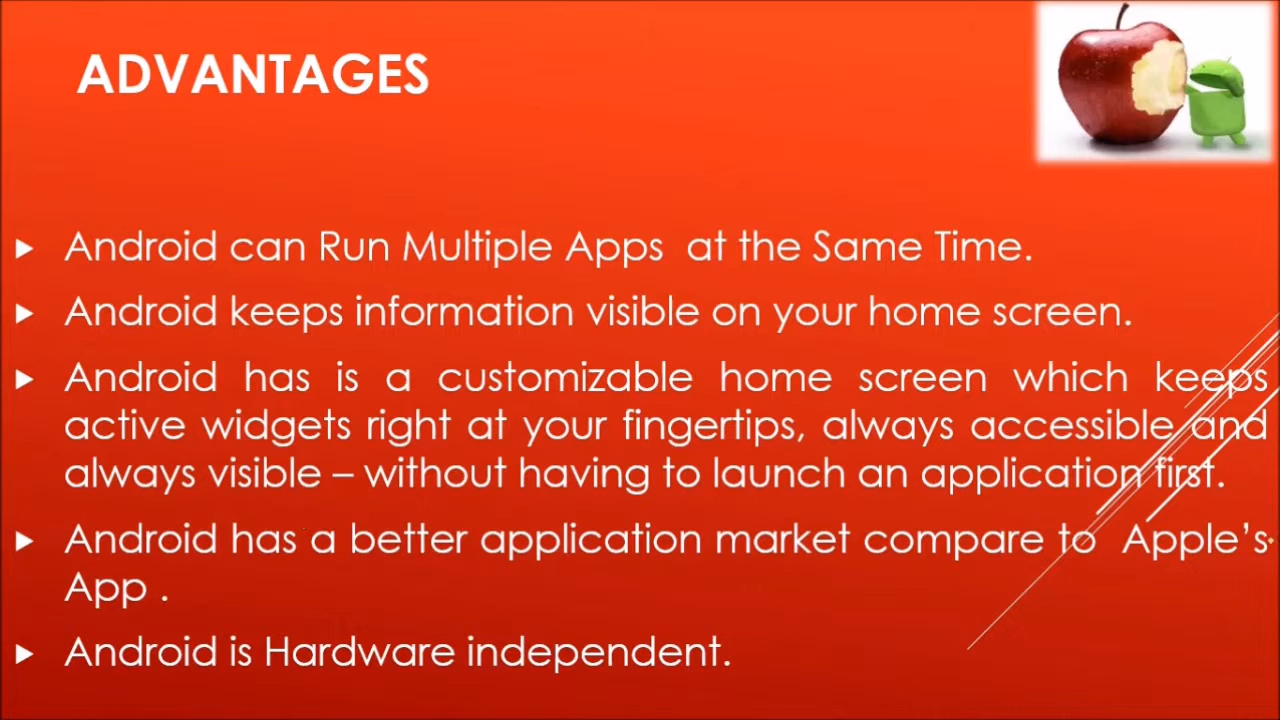 ADVANTAGES
Android can Run Multiple Apps  at the Same Time.
Android keeps information visible on your home screen.
Android has is a customizable home screen which keeps
active widgets right at your fingertips, always accessible and
always visible – without having to launch an application first.
Android has a better application market compare to  Apple’s
App .
Android is Hardware independent.